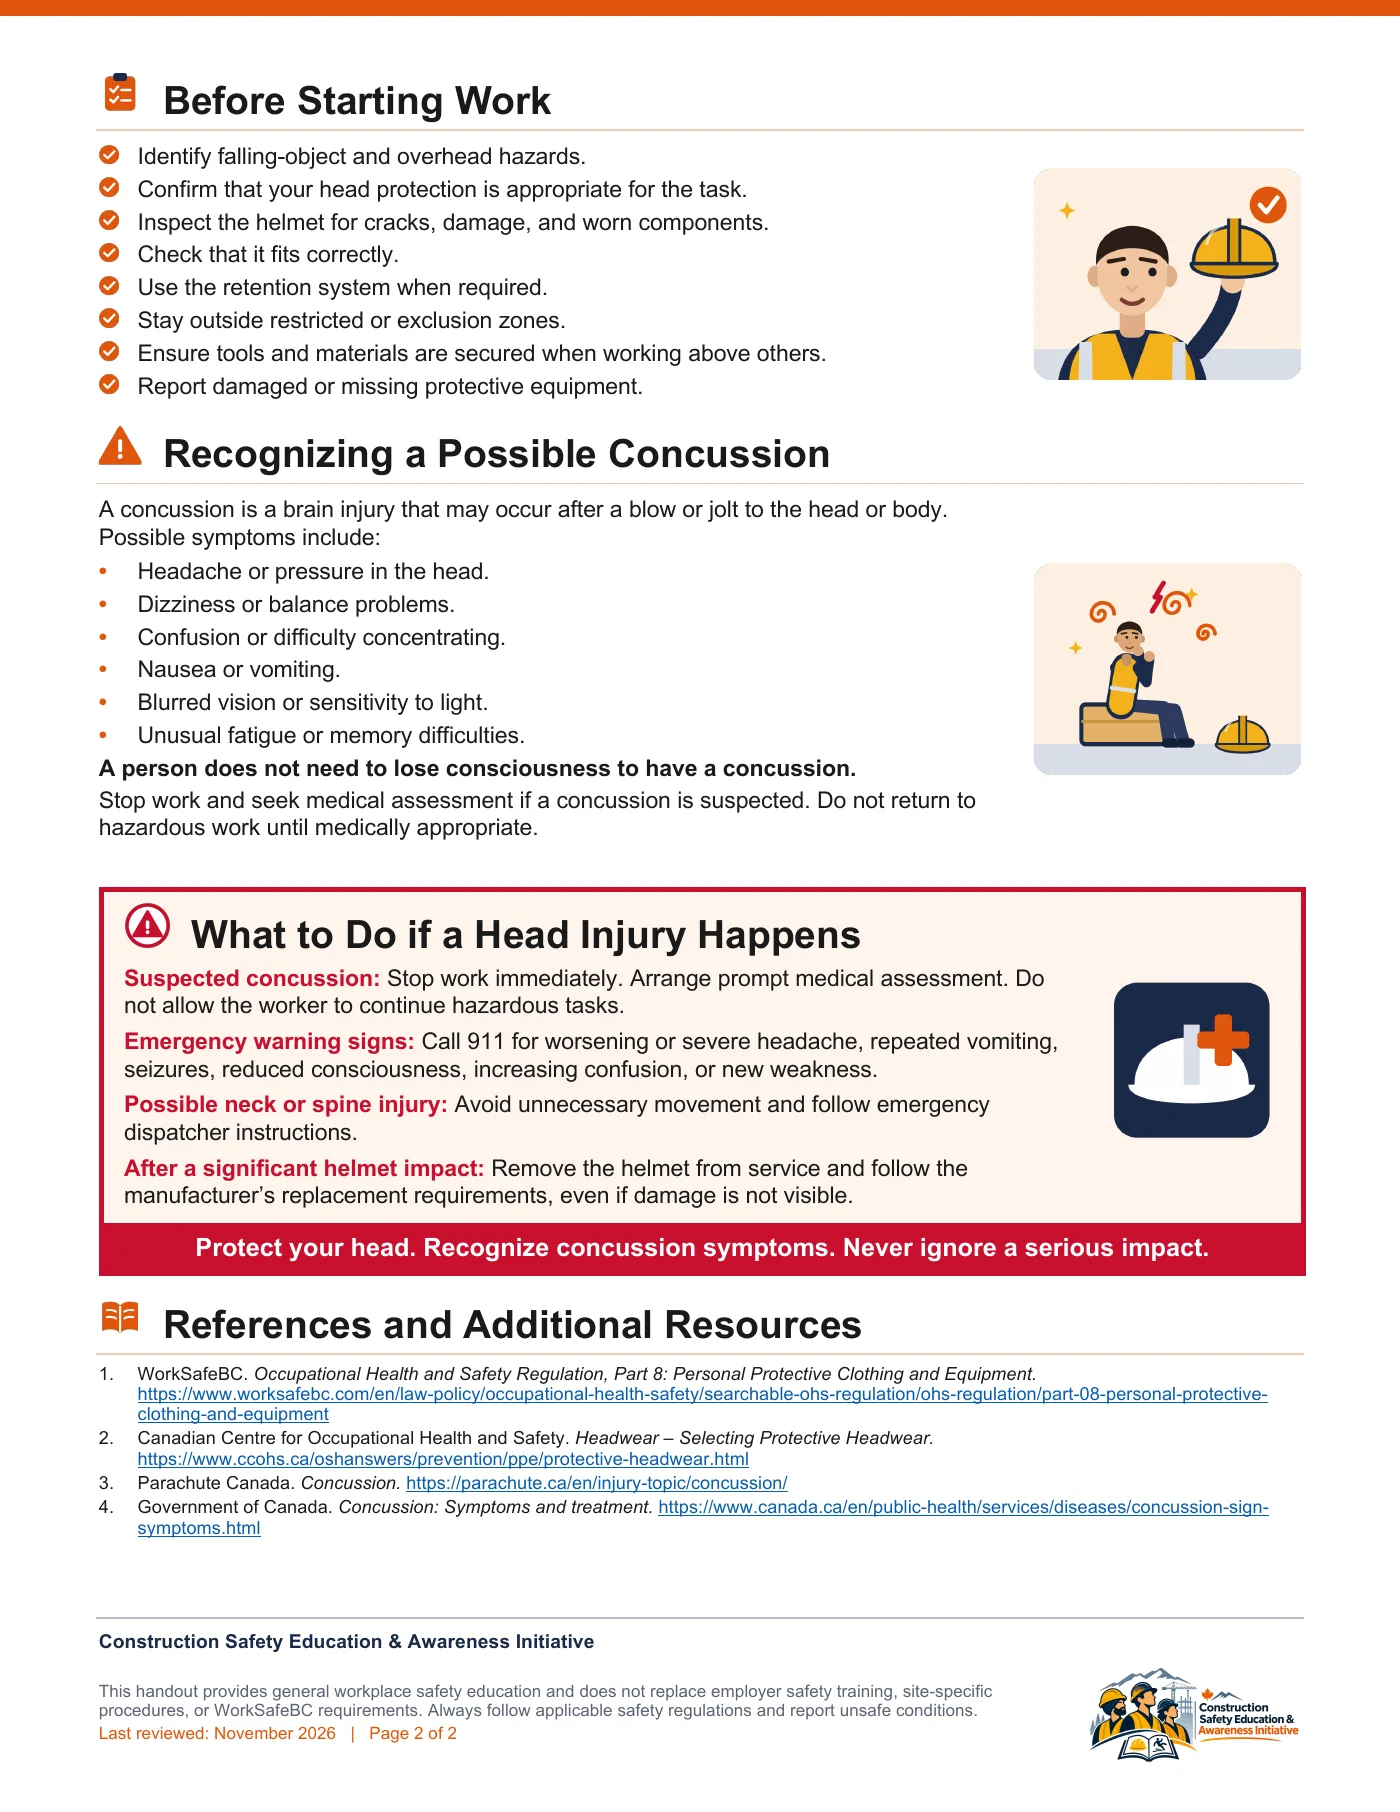 Before Starting Work
Identify falling-object and overhead hazards.
Confirm that your head protection is appropriate for the task.
Inspect the helmet for cracks, damage, and worn components.
Check that it fits correctly.
Use the retention system when required.
Stay outside restricted or exclusion zones.
Ensure tools and materials are secured when working above others.
Report damaged or missing protective equipment.
Recognizing a Possible Concussion
A concussion is a brain injury that may occur after a blow or jolt to the head or body.
Possible symptoms include:
• Headache or pressure in the head.
• Dizziness or balance problems.
• Confusion or difficulty concentrating.
• Nausea or vomiting.
• Blurred vision or sensitivity to light.
• Unusual fatigue or memory difficulties.
A person does not need to lose consciousness to have a concussion.
Stop work and seek medical assessment if a concussion is suspected. Do not return to
hazardous work until medically appropriate.
What to Do if a Head Injury Happens
Suspected concussion: Stop work immediately. Arrange prompt medical assessment. Do
not allow the worker to continue hazardous tasks.
Emergency warning signs: Call 911 for worsening or severe headache, repeated vomiting,
seizures, reduced consciousness, increasing confusion, or new weakness.
Possible neck or spine injury: Avoid unnecessary movement and follow emergency
dispatcher instructions.
After a significant helmet impact: Remove the helmet from service and follow the
manufacturer’s replacement requirements, even if damage is not visible.
Protect your head. Recognize concussion symptoms. Never ignore a serious impact.
References and Additional Resources
1. WorkSafeBC. Occupational Health and Safety Regulation, Part 8: Personal Protective Clothing and Equipment.
https://www.worksafebc.com/en/law-policy/occupational-health-safety/searchable-ohs-regulation/ohs-regulation/part-08-personal-protective-
clothing-and-equipment
2. Canadian Centre for Occupational Health and Safety. Headwear – Selecting Protective Headwear.
https://www.ccohs.ca/oshanswers/prevention/ppe/protective-headwear.html
3. Parachute Canada. Concussion. https://parachute.ca/en/injury-topic/concussion/
4. Government of Canada. Concussion: Symptoms and treatment. https://www.canada.ca/en/public-health/services/diseases/concussion-sign-
symptoms.html
Construction Safety Education & Awareness Initiative
This handout provides general workplace safety education and does not replace employer safety training, site-specific
procedures, or WorkSafeBC requirements. Always follow applicable safety regulations and report unsafe conditions.
Last reviewed: November 2026 | Page 2 of 2
Construction
Safety Education &
Awareness Initiative